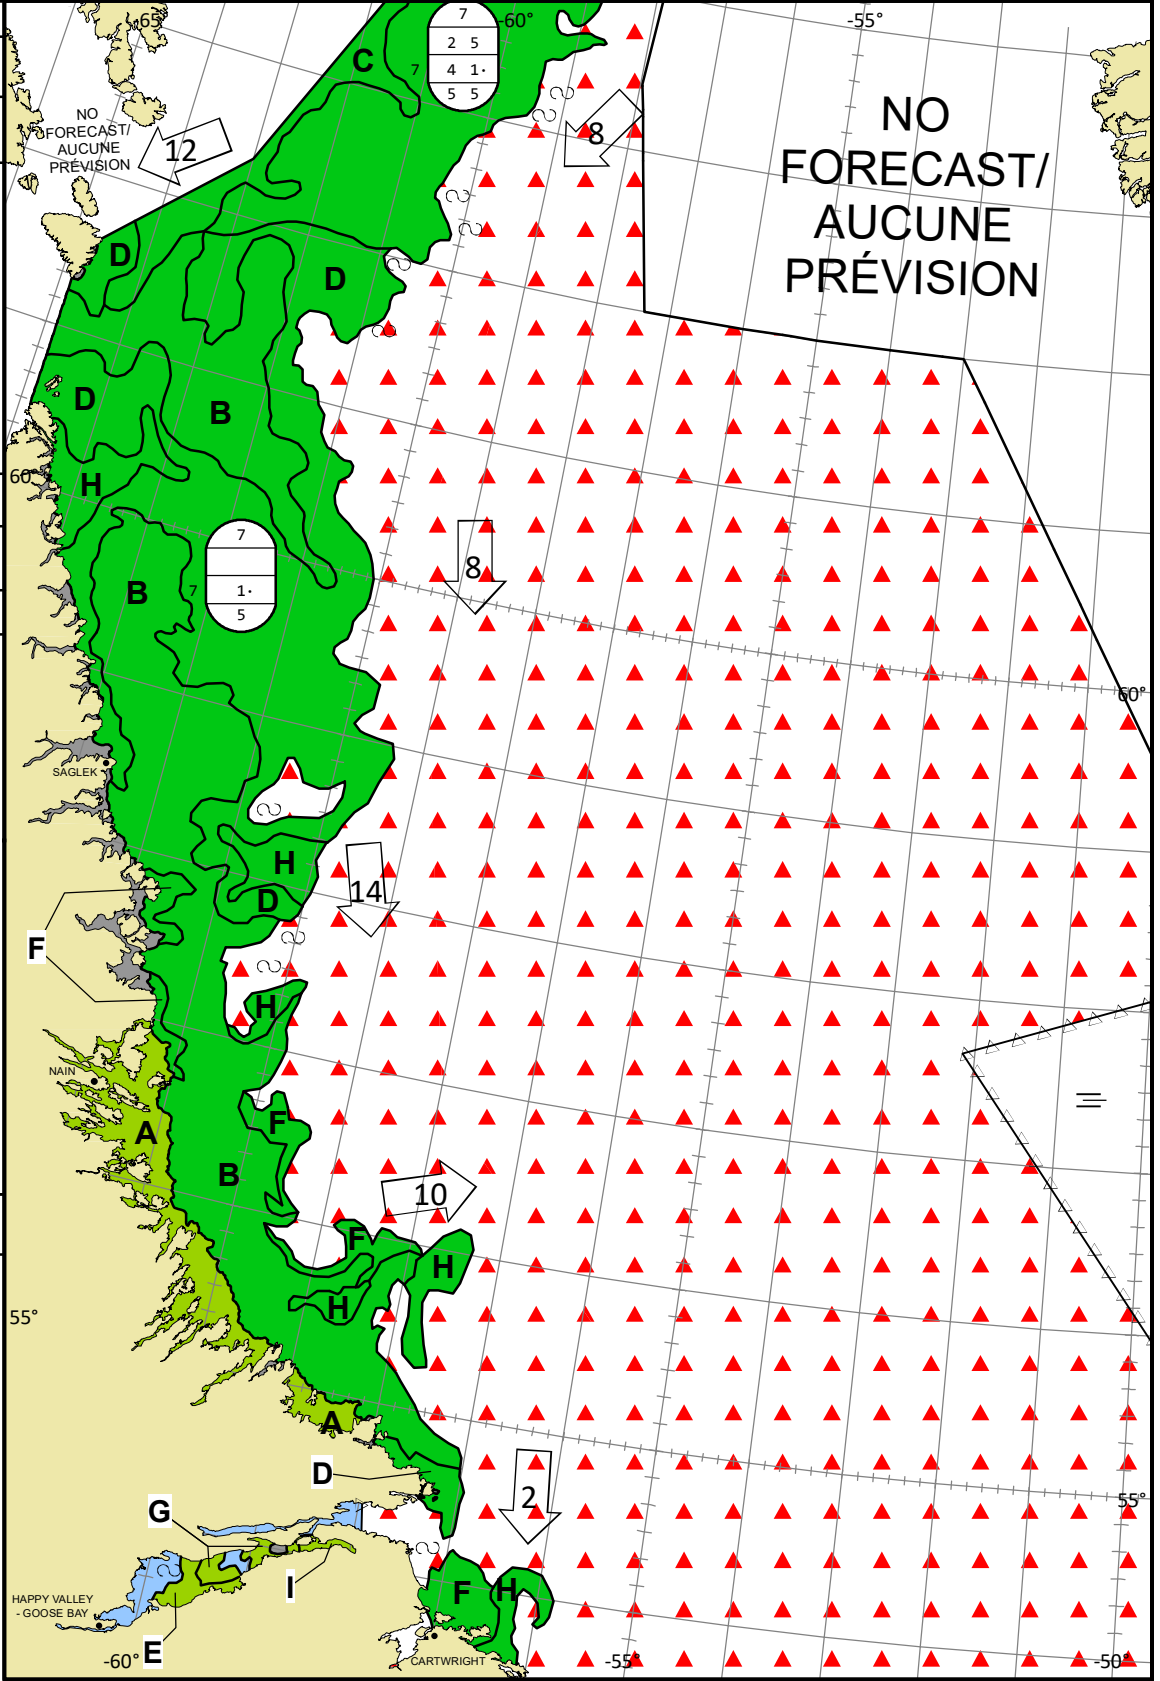 -65°
-60°
-55°
C
7
2 5
7 4 1·
5 5
8
NO
FORECAST/
AUCUNE
PRÉVISION
12
NO
FORECAST/
AUCUNE
PRÉVISION
D
D
D
B
60°
H
7
7 1·
5
B
8
60°
SAGLEK
H
14
D
F
H
NAIN
F
A
B
10
F
H
H
55°
A
D
2
55°
G
I
F
H
HAPPY VALLEY
- GOOSE BAY
E
-60°
CARTWRIGHT
-55°
-50°